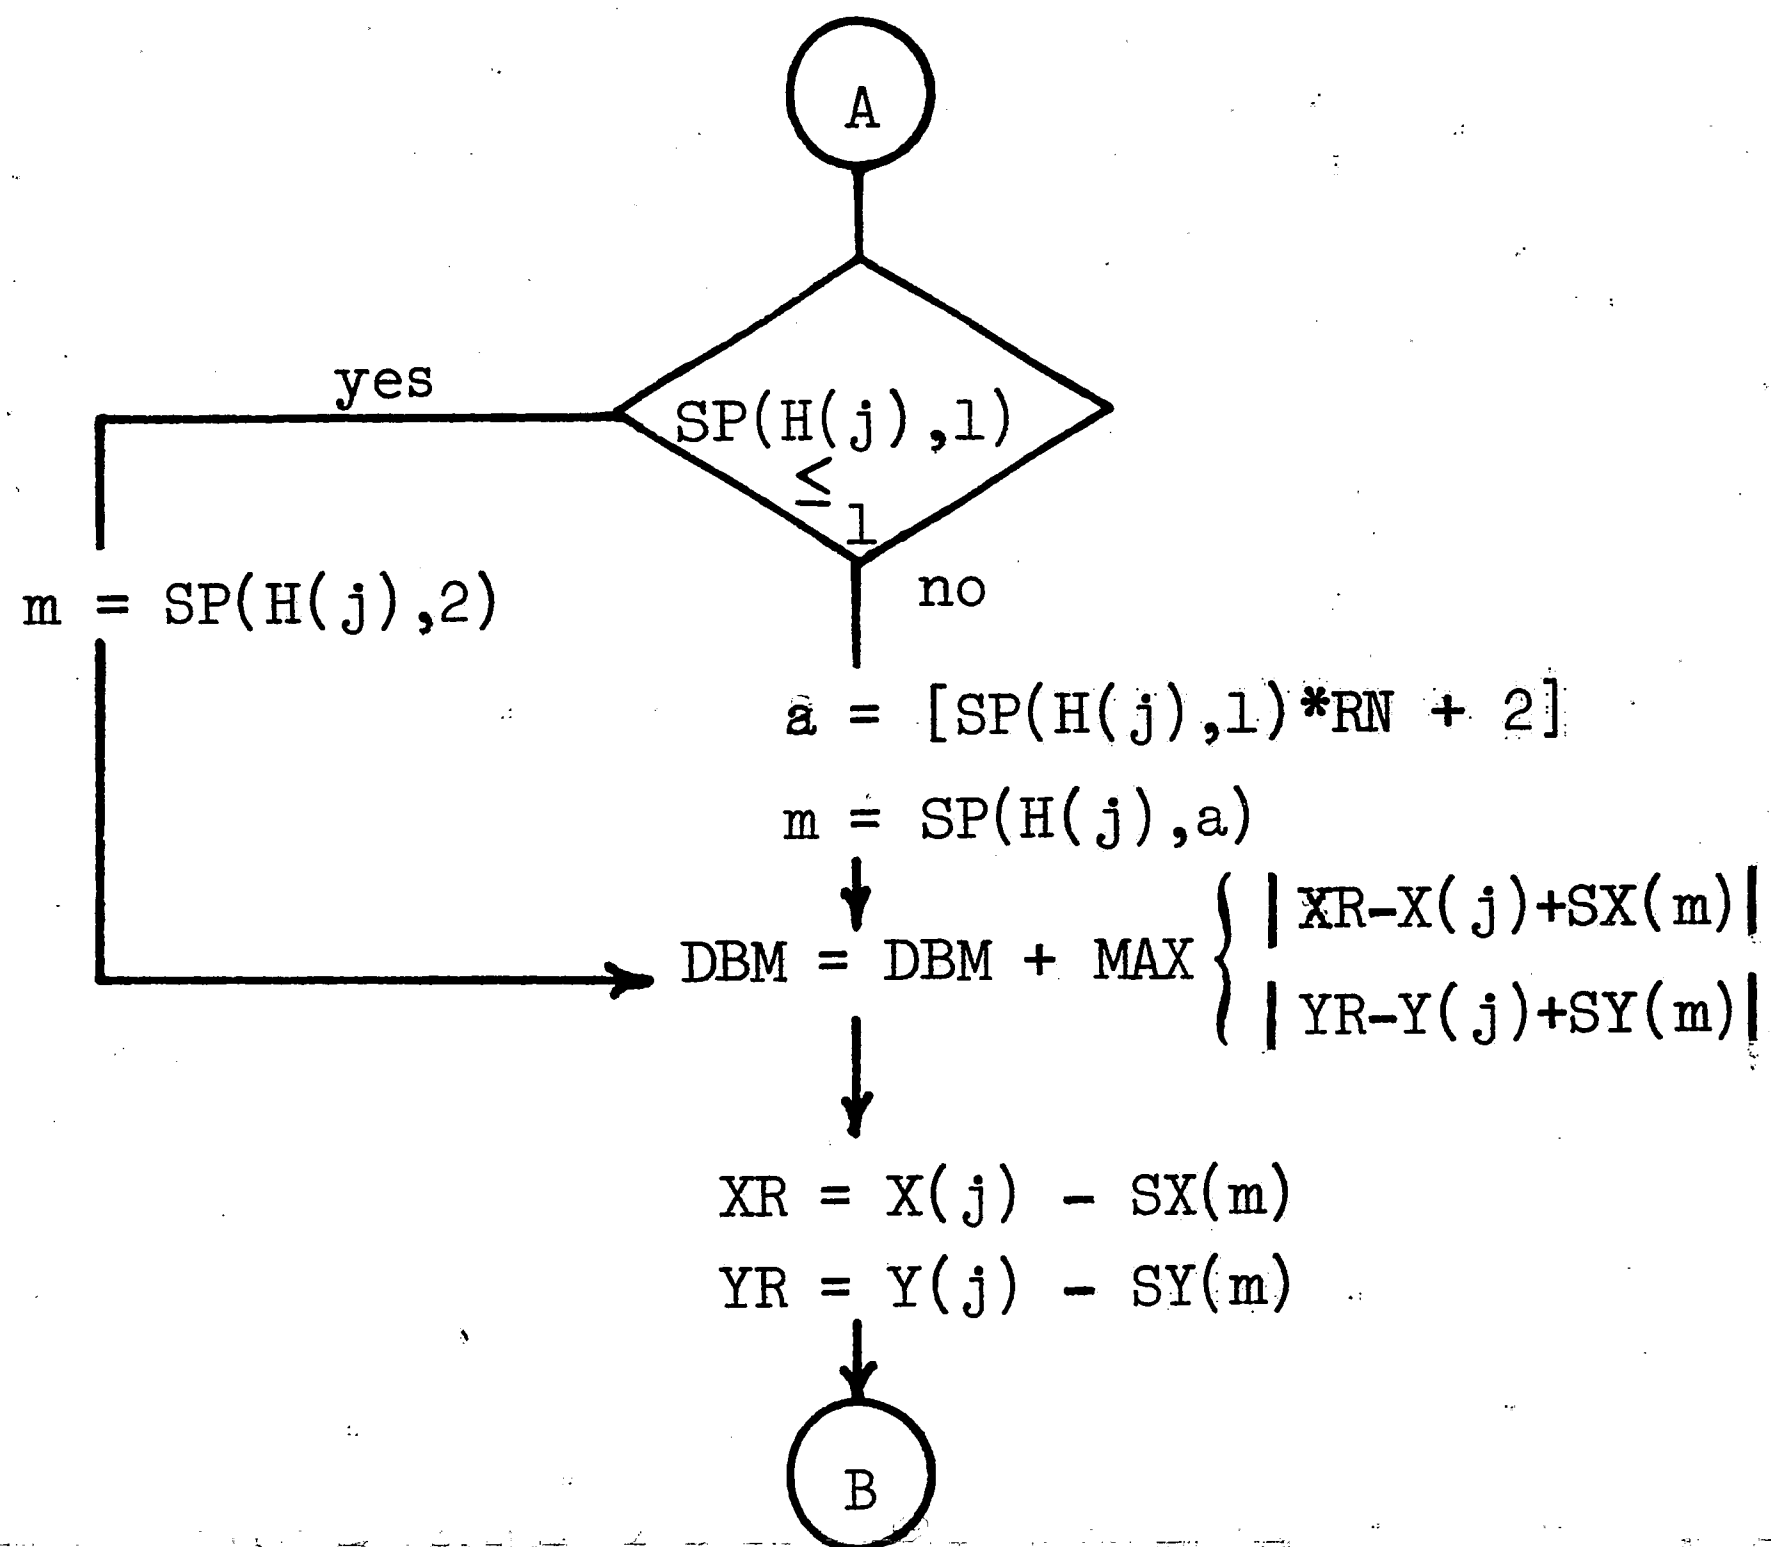 A
yes
SP(H(j),1)
≤
1
no
m = SP(H(j),2)
a = [SP(H(j),1)*RN + 2]
m = SP(H(j),a)
|XR-X(j)+SX(m)|
DBM = DBM + MAX {
|YR-Y(j)+SY(m)|
XR = X(j) - SX(m)
YR = Y(j) - SY(m)
B